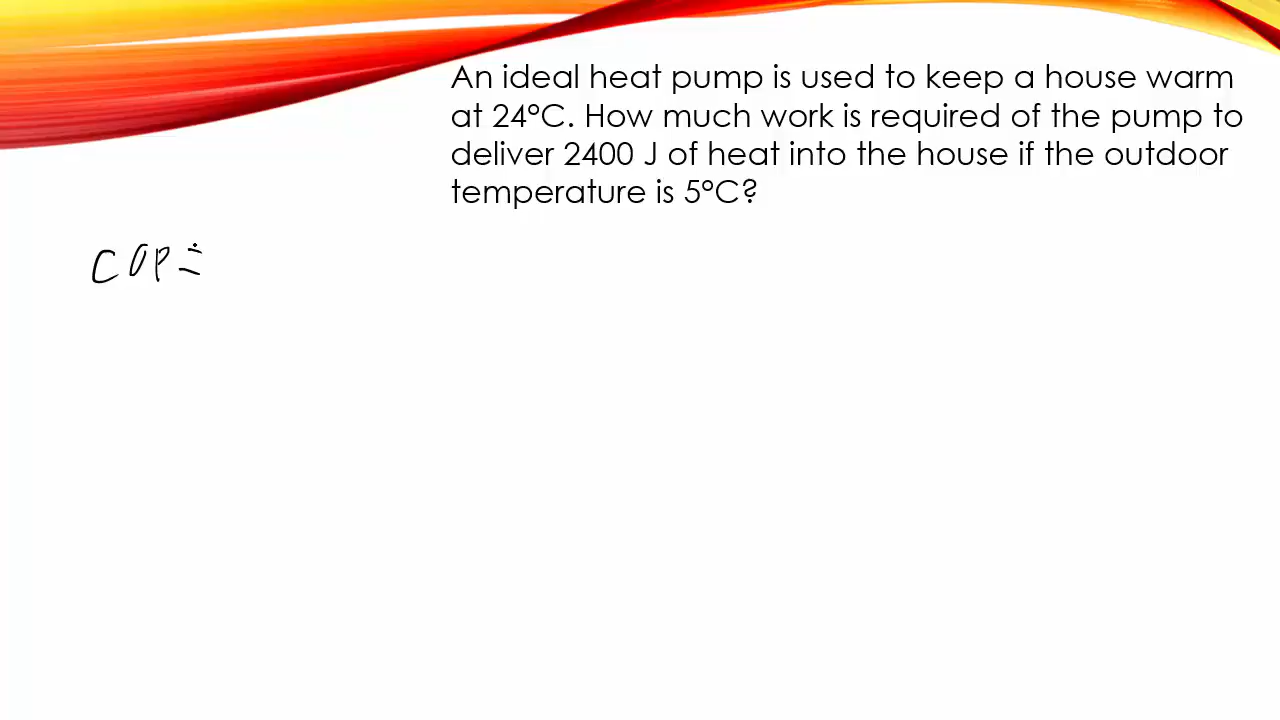 An ideal heat pump is used to keep a house warm
at 24°C. How much work is required of the pump to
deliver 2400 J of heat into the house if the outdoor
temperature is 5°C?
COP =